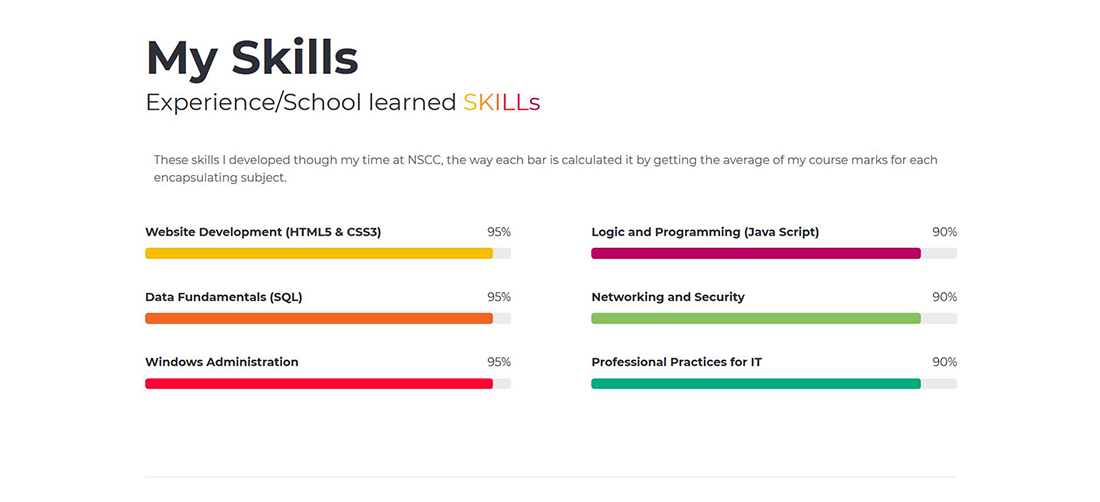 My Skills
Experience/School learned SKILLs
These skills I developed though my time at NSCC, the way each bar is calculated it by getting the average of my course marks for each
encapsulating subject.
Website Development (HTML5 & CSS3) 95%
Logic and Programming (Java Script) 90%
Data Fundamentals (SQL) 95%
Networking and Security 90%
Windows Administration 95%
Professional Practices for IT 90%